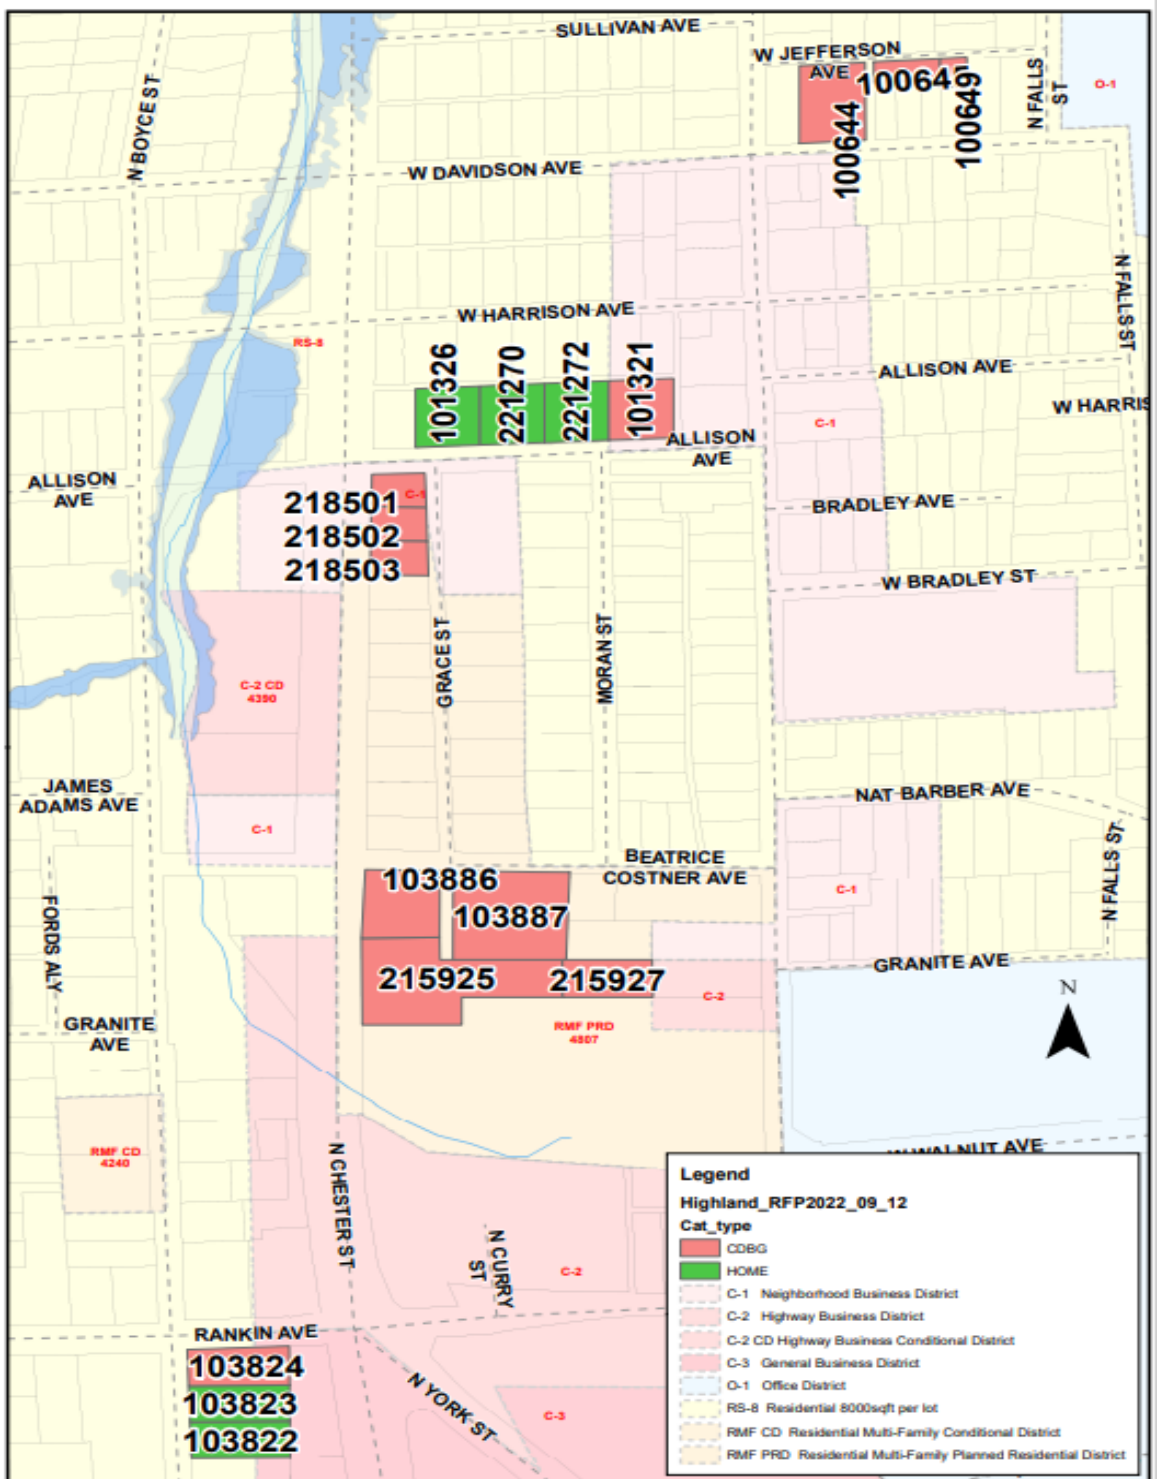 SULLIVAN AVE
W JEFFERSON
AVE
N FALLS
ST
O-1
N BOYCE ST
100644
100649
W DAVIDSON AVE
N FALLS ST
W HARRISON AVE
RS-8
ALLISON AVE
W HARRIS
101326
221270
221272
101321
C-1
ALLISON
AVE
ALLISON
AVE
C-1
218501
218502
218503
BRADLEY AVE
W BRADLEY ST
GRACE ST
MORAN ST
C-2 CD
4390
JAMES
ADAMS AVE
NAT BARBER AVE
C-1
N FALLS ST
BEATRICE
COSTNER AVE
103886
103887
C-1
FORDS ALY
215925
215927
GRANITE AVE
C-2
N
GRANITE
AVE
RMF PRD
4807
RMF CD
4240
N CHESTER ST
W WALNUT AVE
N CURRY
ST
C-2
RANKIN AVE
103824
103823
103822
N YORK ST
C-3
Legend
Highland_RFP2022_09_12
Cat_type
CDBG
HOME
C-1 Neighborhood Business District
C-2 Highway Business District
C-2 CD Highway Business Conditional District
C-3 General Business District
O-1 Office District
RS-8 Residential 8000sqft per lot
RMF CD Residential Multi-Family Conditional District
RMF PRD Residential Multi-Family Planned Residential District